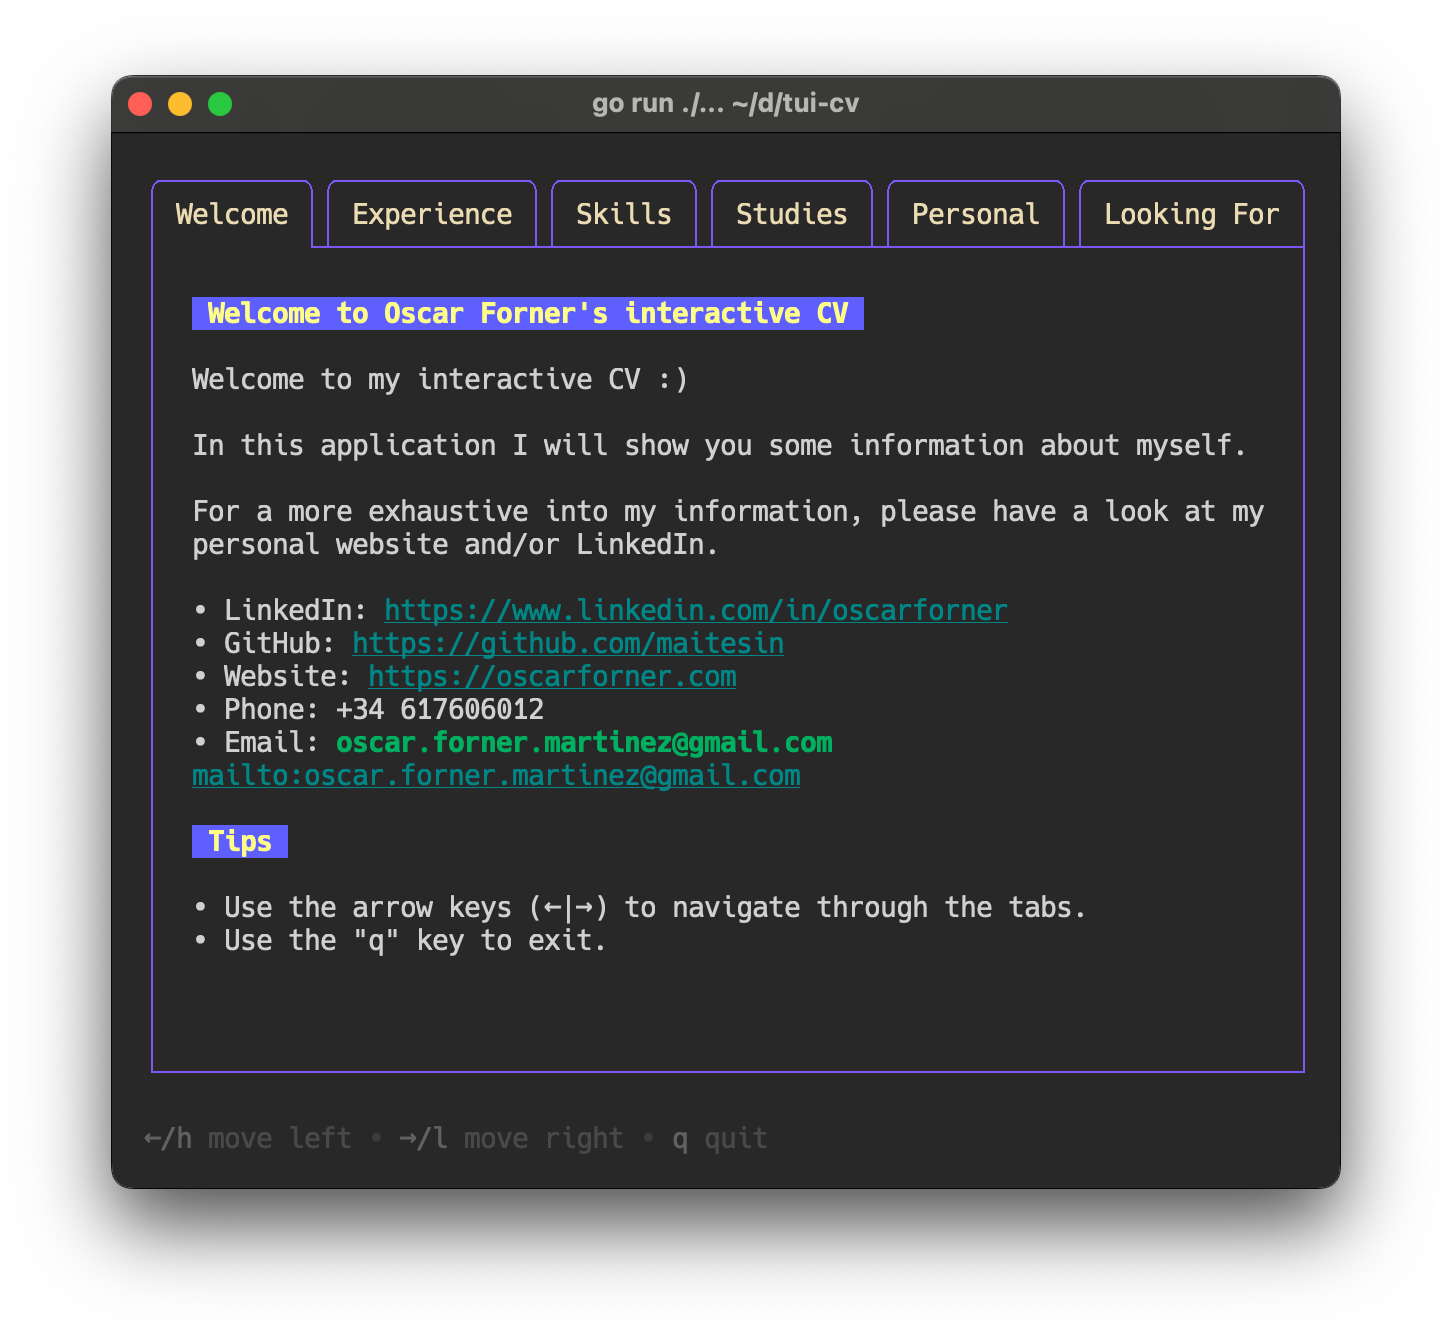 go run ./... ~/d/tui-cv
Welcome Experience Skills Studies Personal Looking For
Welcome to Oscar Forner's interactive CV
Welcome to my interactive CV :)
In this application I will show you some information about myself.
For a more exhaustive into my information, please have a look at my
personal website and/or LinkedIn.
• LinkedIn: https://www.linkedin.com/in/oscarforner
• GitHub: https://github.com/maitesin
• Website: https://oscarforner.com
• Phone: +34 617606012
• Email: oscar.forner.martinez@gmail.com
mailto:oscar.forner.martinez@gmail.com
Tips
• Use the arrow keys (←|→) to navigate through the tabs.
• Use the "q" key to exit.
←/h move left • →/l move right • q quit